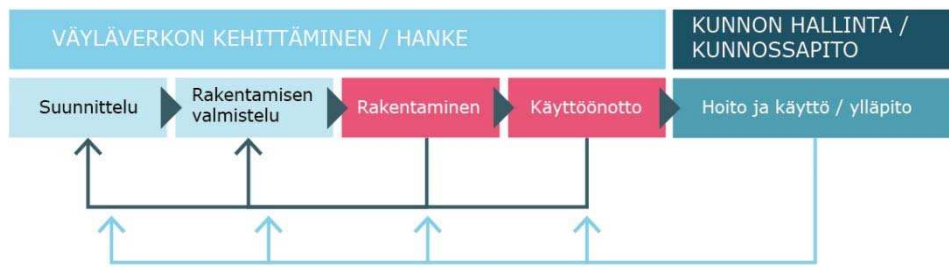 VÄYLÄVERKON KEHITTÄMINEN / HANKE
KUNNON HALLINTA /
KUNNOSSAPITO
Suunnittelu
Rakentamisen
valmistelu
Rakentaminen
Käyttöönotto
Hoito ja käyttö / ylläpito